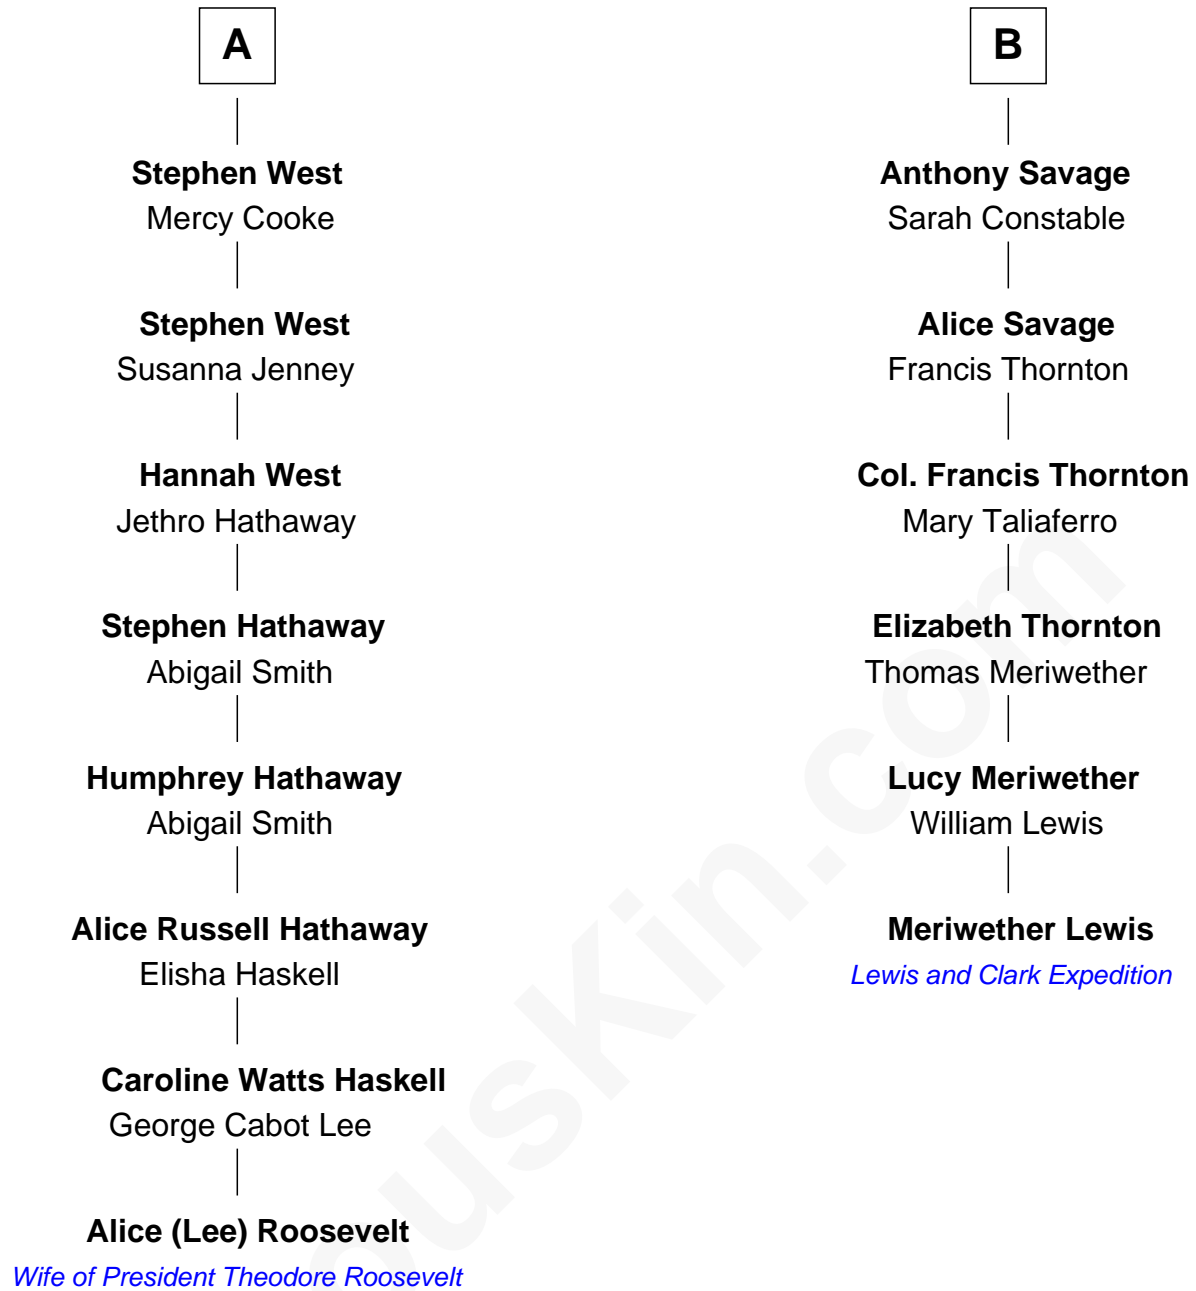 A
Stephen West
Mercy Cooke
Stephen West
Susanna Jenney
Hannah West
Jethro Hathaway
Stephen Hathaway
Abigail Smith
Humphrey Hathaway
Abigail Smith
Alice Russell Hathaway
Elisha Haskell
Caroline Watts Haskell
George Cabot Lee
Alice (Lee) Roosevelt
Wife of President Theodore Roosevelt
B
Anthony Savage
Sarah Constable
Alice Savage
Francis Thornton
Col. Francis Thornton
Mary Taliaferro
Elizabeth Thornton
Thomas Meriwether
Lucy Meriwether
William Lewis
Meriwether Lewis
Lewis and Clark Expedition
ousKin.com